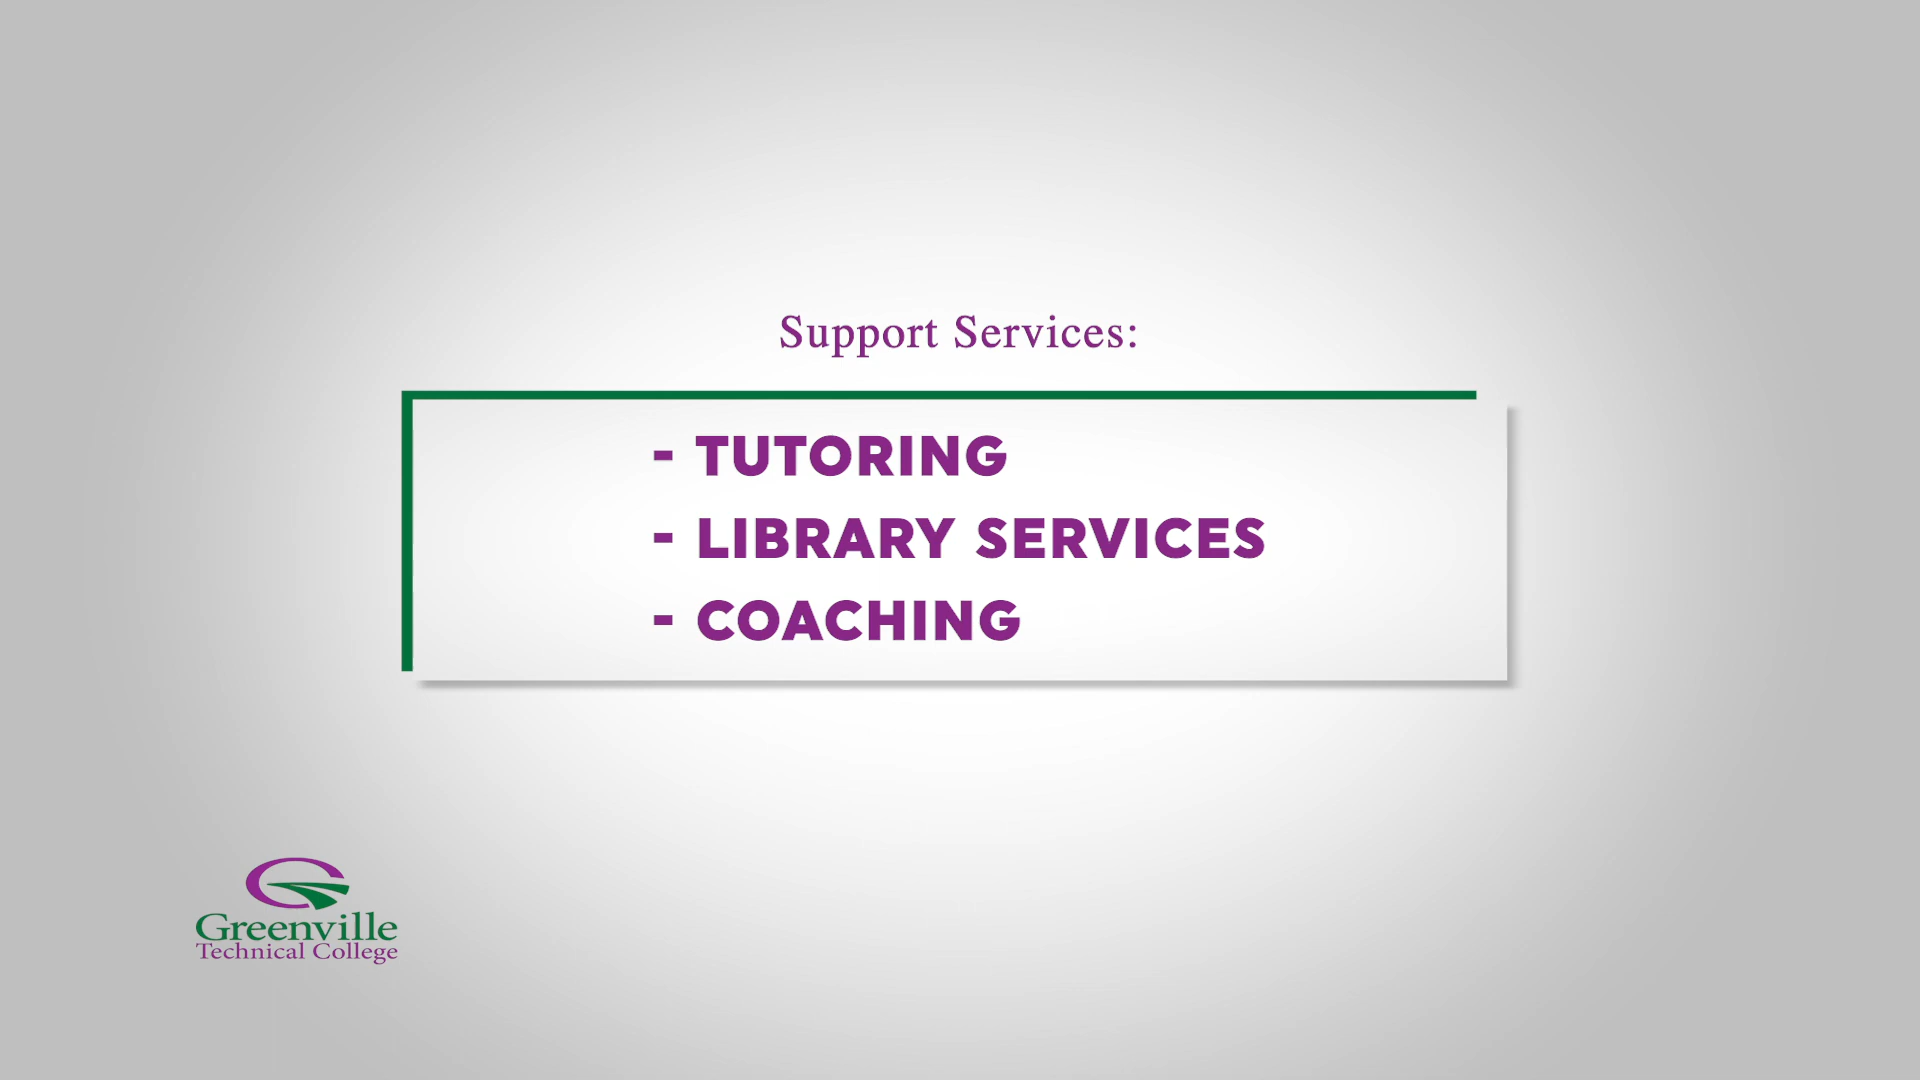 Support Services:
- TUTORING
- LIBRARY SERVICES
- COACHING
Greenville
Technical College